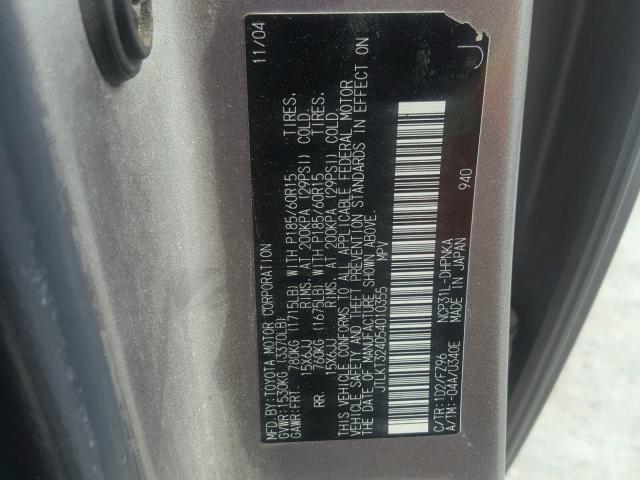 MFD.BY:TOYOTA MOTOR CORPORATION 11/04
GVWR:1530KG( 3370LB)
GAWR:FRT 780KG (1715LB) WITH P185/60R15 TIRES,
15X6JJ RIMS, AT 200KPA (29PSI) COLD
RR. 760KG (1675LB) WITH P185/60R15 TIRES,
15X6JJ RIMS, AT 200KPA (29PSI) COLD
THIS VEHICLE CONFORMS TO ALL APPLICABLE FEDERAL MOTOR
VEHICLE SAFETY AND THEFT PREVENTION STANDARDS IN EFFECT ON
THE DATE OF MANUFACTURE SHOWN ABOVE.
JTLKT324054010355 MPV
C/TR:1D2/FZ96 NCP31L-DHPNKA 940
A/TM:-04A/U340E MADE IN JAPAN
J